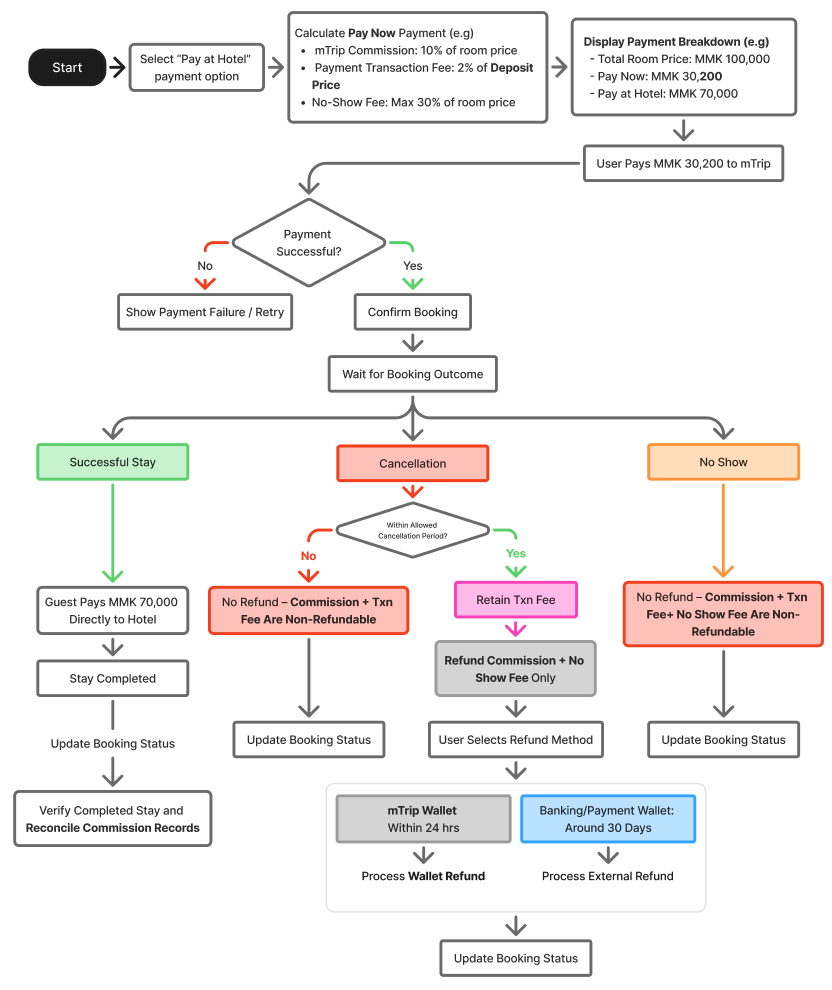 Start
Select “Pay at Hotel”
payment option
Calculate Pay Now Payment (e.g)
• mTrip Commission: 10% of room price
• Payment Transaction Fee: 2% of Deposit
Price
• No-Show Fee: Max 30% of room price
Display Payment Breakdown (e.g)
- Total Room Price: MMK 100,000
- Pay Now: MMK 30,200
- Pay at Hotel: MMK 70,000
User Pays MMK 30,200 to mTrip
Payment
Successful?
No
Yes
Show Payment Failure / Retry
Confirm Booking
Wait for Booking Outcome
Successful Stay
Cancellation
No Show
Within Allowed
Cancellation Period?
No
Yes
Guest Pays MMK 70,000
Directly to Hotel
No Refund – Commission + Txn
Fee Are Non-Refundable
Retain Txn Fee
No Refund – Commission + Txn
Fee+ No Show Fee Are Non-
Refundable
Stay Completed
Refund Commission + No
Show Fee Only
Update Booking Status
Update Booking Status
User Selects Refund Method
Update Booking Status
Verify Completed Stay and
Reconcile Commission Records
mTrip Wallet
Within 24 hrs
Banking/Payment Wallet:
Around 30 Days
Process Wallet Refund
Process External Refund
Update Booking Status